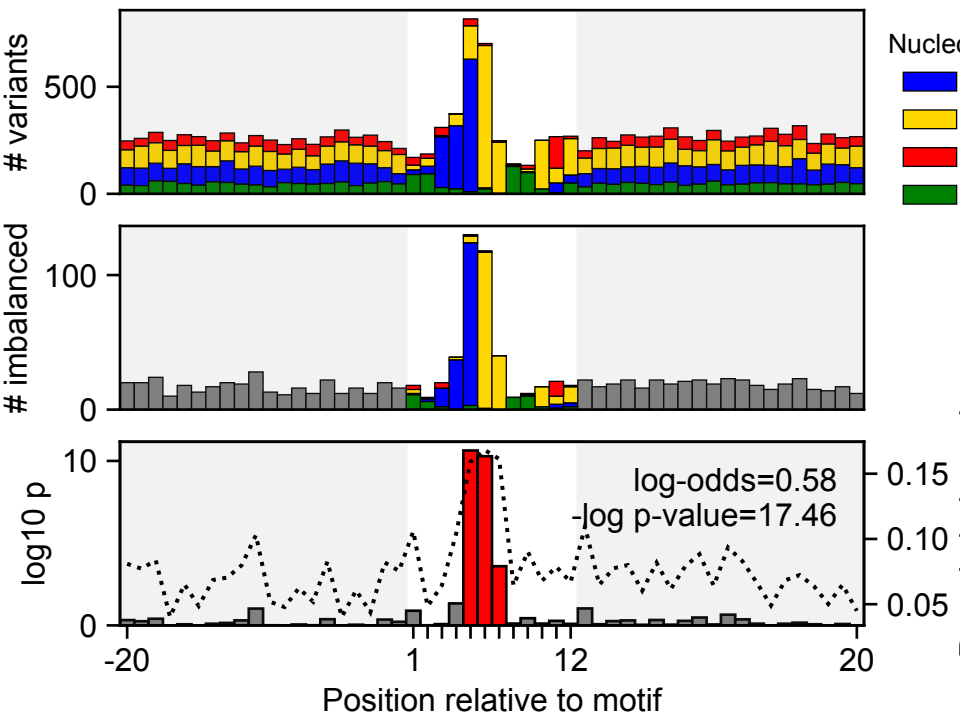 # variants
500
0
Nucleo
# imbalanced
100
0
log10 p
10
0
log-odds=0.58
-log p-value=17.46
0.15
0.10
0.05
-20
1
12
20
Position relative to motif